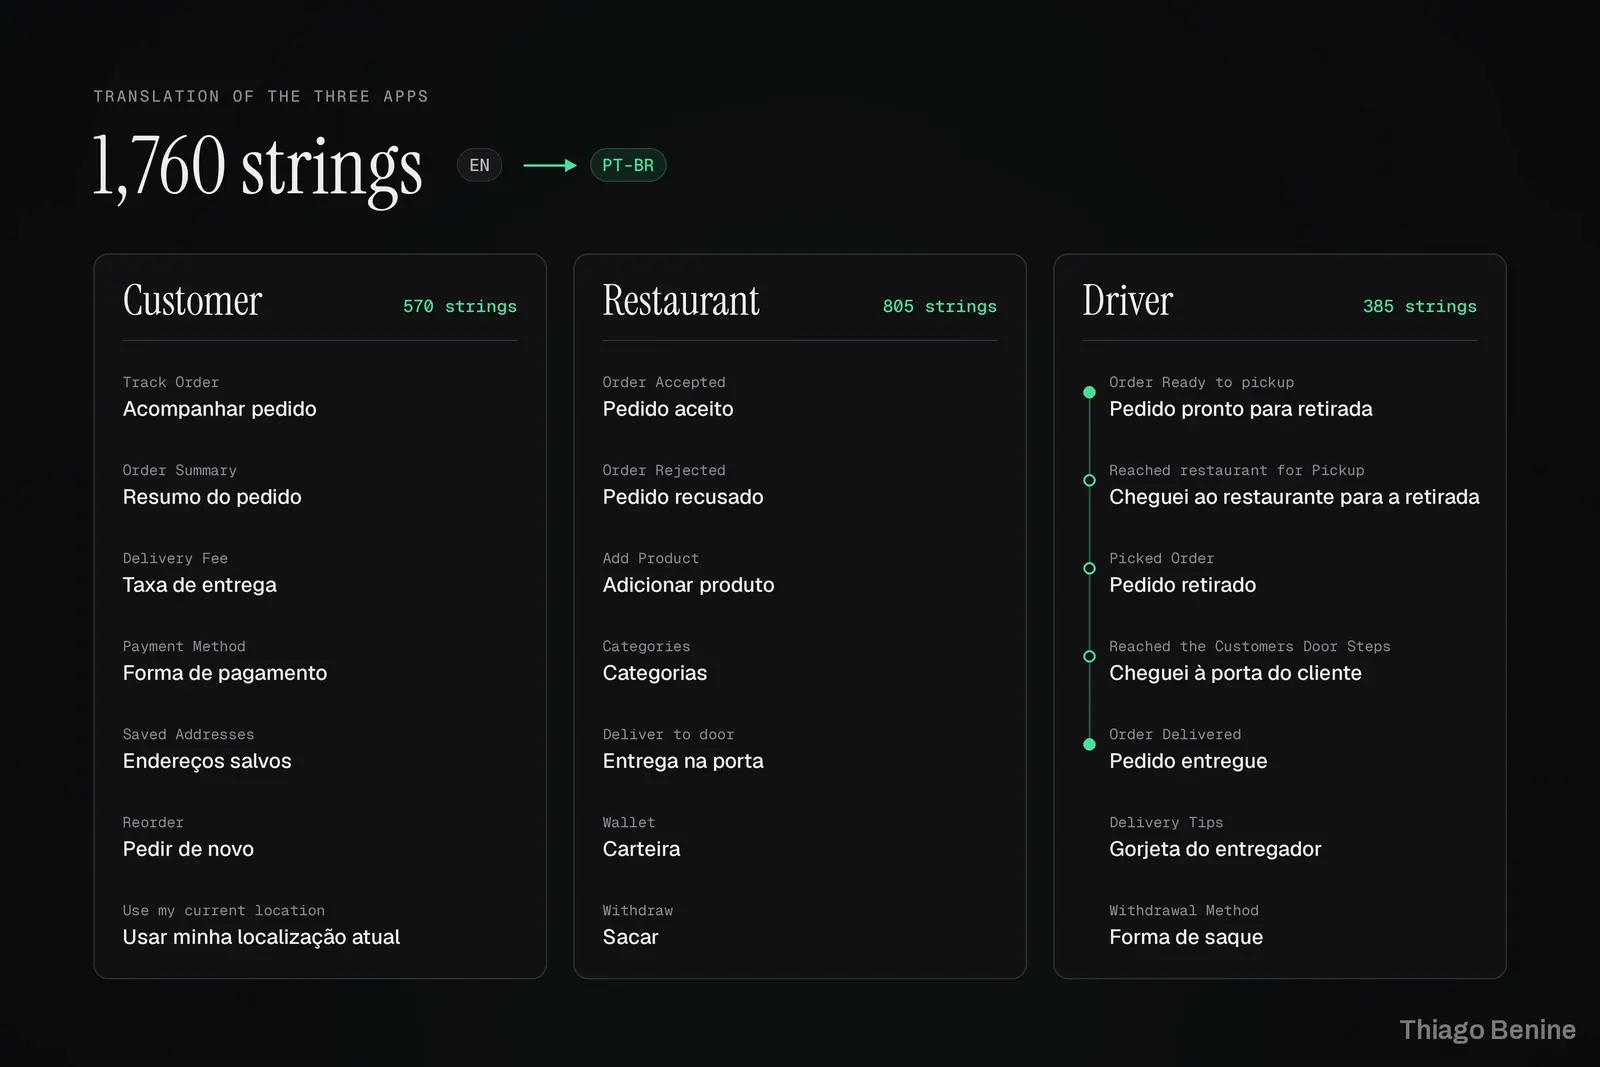 TRANSLATION OF THE THREE APPS
1,760 strings
EN
PT-BR
Customer
570 strings
Track Order
Acompanhar pedido
Order Summary
Resumo do pedido
Delivery Fee
Taxa de entrega
Payment Method
Forma de pagamento
Saved Addresses
Endereços salvos
Reorder
Pedir de novo
Use my current location
Usar minha localização atual
Restaurant
805 strings
Order Accepted
Pedido aceito
Order Rejected
Pedido recusado
Add Product
Adicionar produto
Categories
Categorias
Deliver to door
Entrega na porta
Wallet
Carteira
Withdraw
Sacar
Driver
385 strings
Order Ready to pickup
Pedido pronto para retirada
Reached restaurant for Pickup
Cheguei ao restaurante para a retirada
Picked Order
Pedido retirado
Reached the Customers Door Steps
Cheguei à porta do cliente
Order Delivered
Pedido entregue
Delivery Tips
Gorjeta do entregador
Withdrawal Method
Forma de saque
Thiago Benine